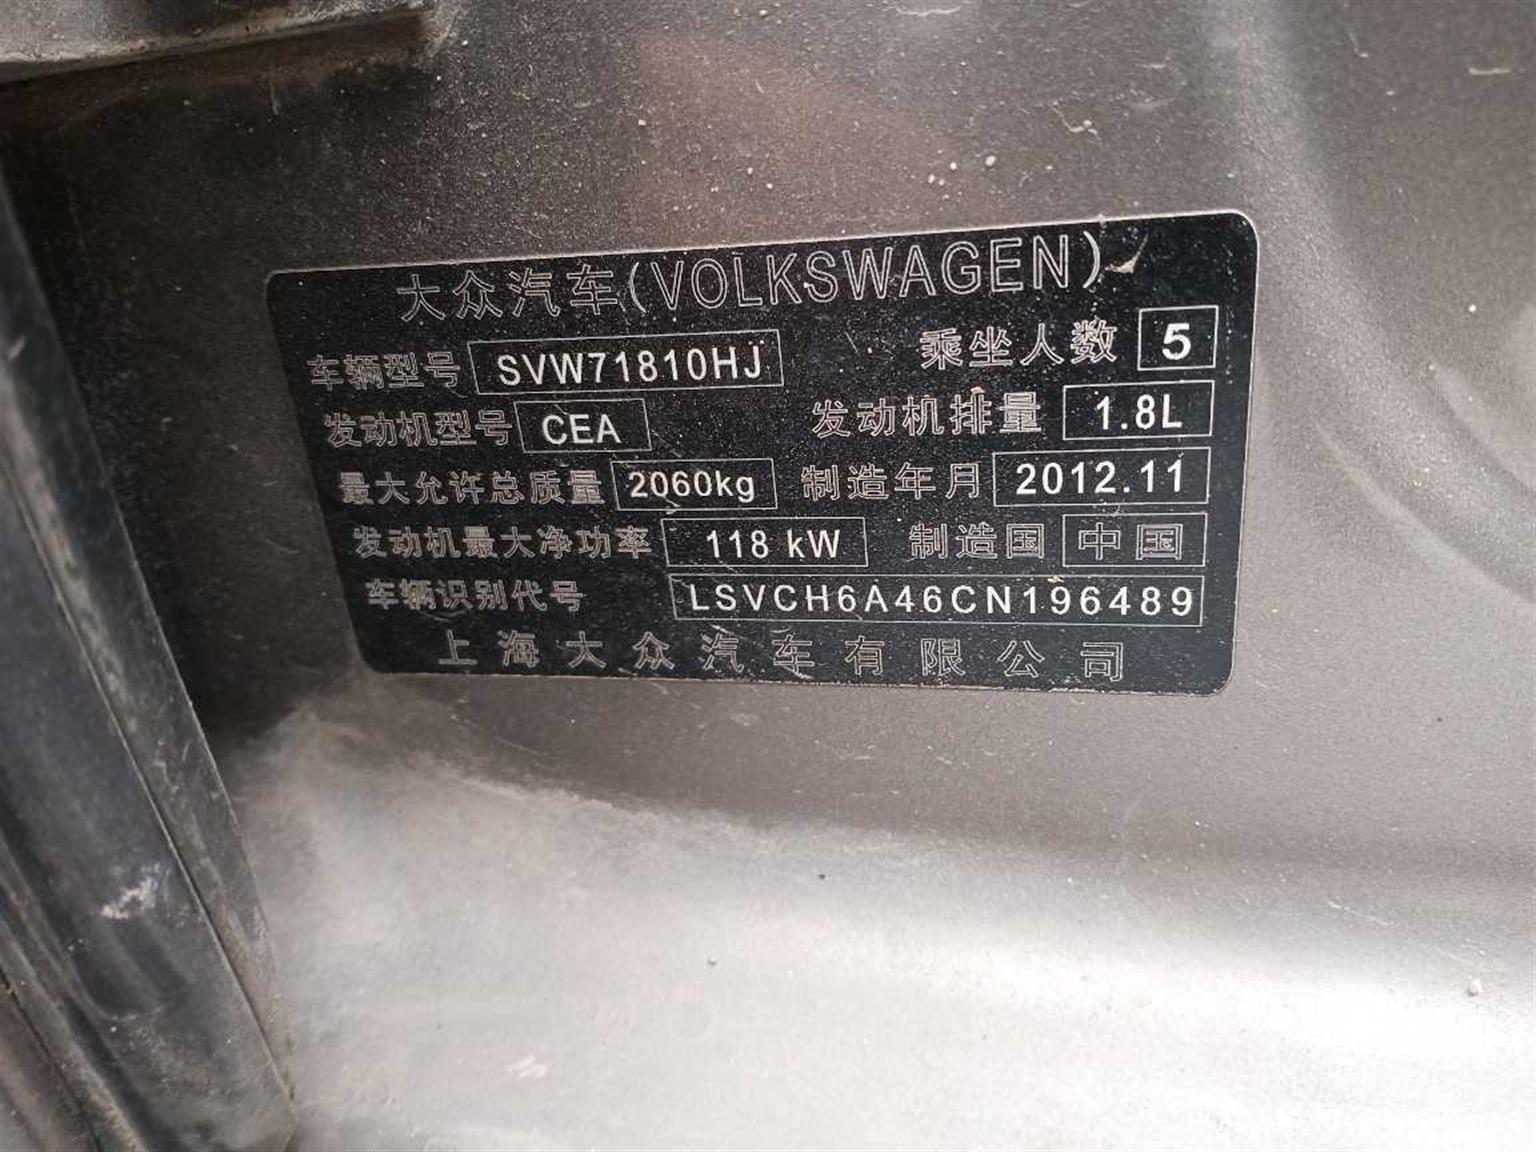 大众汽车(VOLKSWAGEN)
车辆型号 SVW71810HJ 乘坐人数 5
发动机型号 CEA 发动机排量 1.8L
最大允许总质量 2060kg 制造年月 2012.11
发动机最大净功率 118 kW 制造国 中国
车辆识别代号 LSVCH6A46CN196489
上海大众汽车有限公司